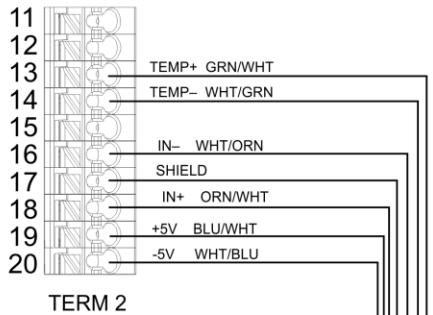 11
12
13 TEMP+ GRN/WHT
14 TEMP– WHT/GRN
15
16 IN– WHT/ORN
17 SHIELD
18 IN+ ORN/WHT
19 +5V BLU/WHT
20 -5V WHT/BLU
TERM 2